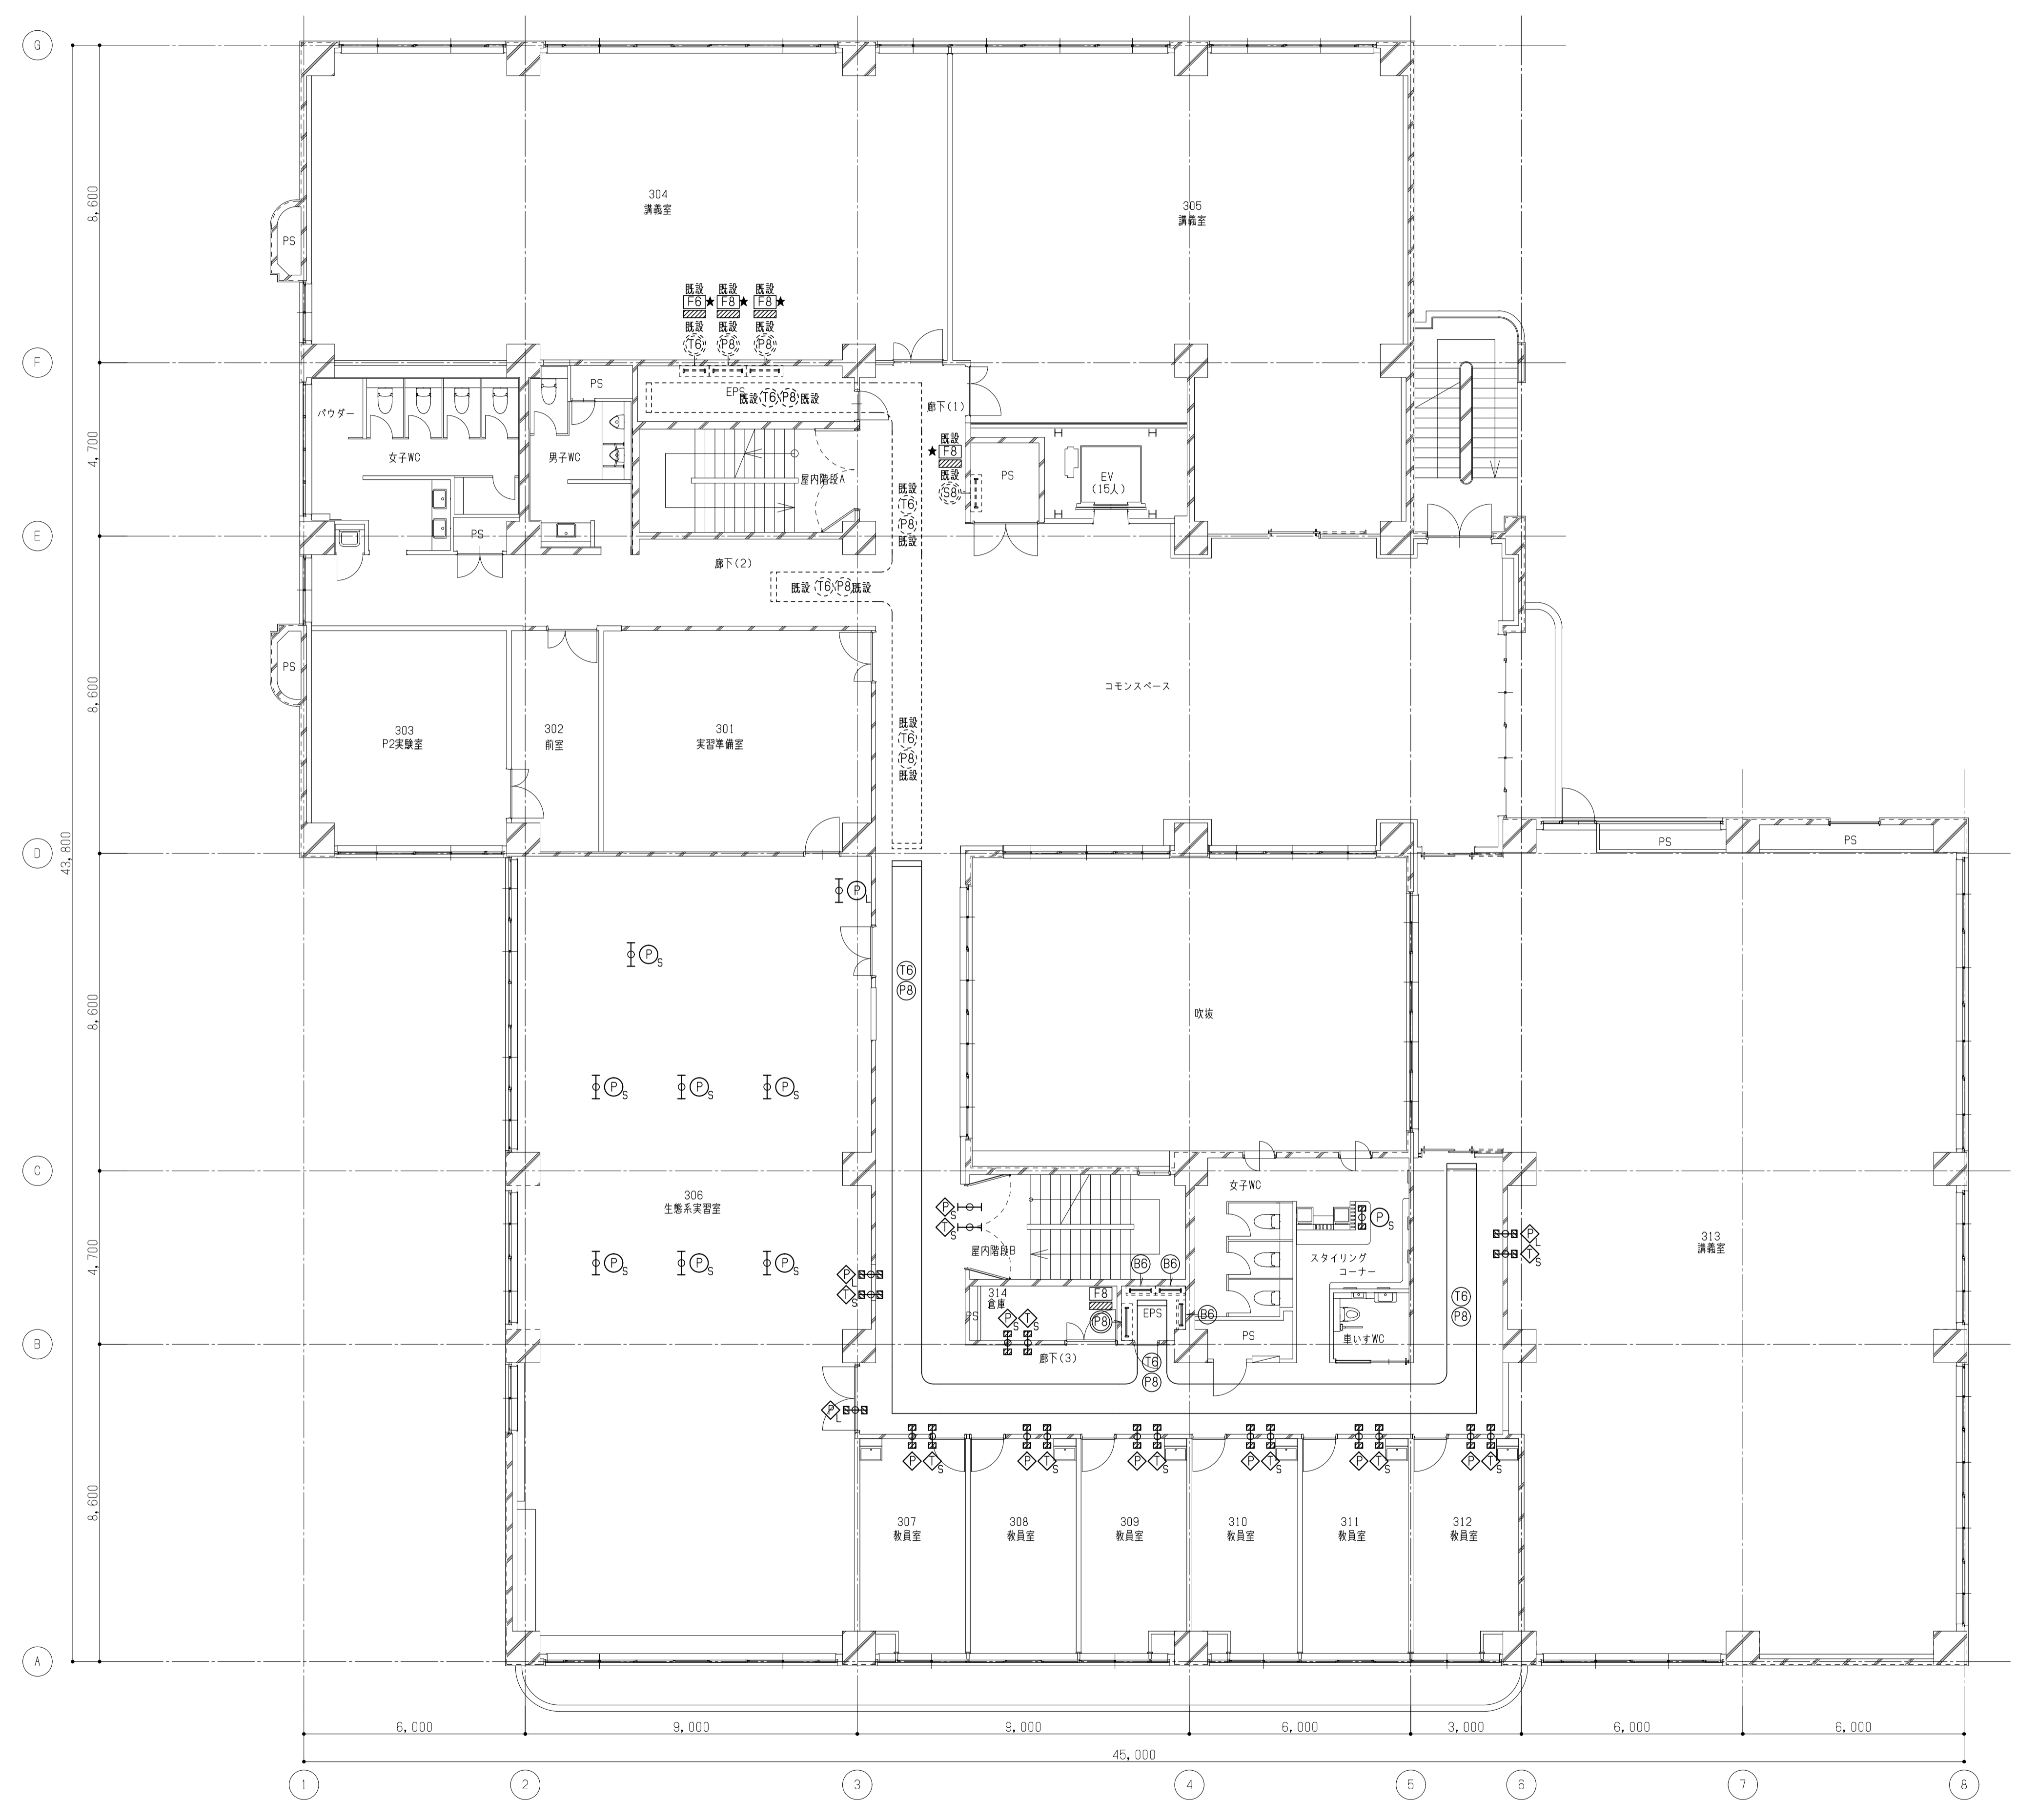 G
8,600
304
講義室
305
講義室
PS
既設 既設 既設
F6★ F8★ F8★
既設 既設 既設
T6 P8 P8
F
PS
EPS
既設 T6 P8 既設
廊下(1)
パウダー
4,700
女子WC
男子WC
屋内階段A
既設
★F8
既設
S8
PS
EV
(15人)
既設
T6
P8
既設
E
PS
廊下(2)
既設 T6 P8 既設
PS
コモンスペース
8,600
303
P2実験室
302
前室
301
実習準備室
既設
T6
P8
既設
D
43,800
PS
PS
P L
P S
T6
P8
8,600
吹抜
P S
P S
P S
C
女子WC
306
生態系実習室
P S
T S
P S
P L
T S
313
講義室
4,700
屋内階段B
スタイリング
コーナー
P S
P S
P S
B6
B6
P L
T S
314
倉庫
F8
P8
EPS
B6
T6
P8
PS
P S
T S
PS
車いすWC
B
廊下(3)
T6
P8
P L
P
T S
P
T S
P
T S
P
T S
P
T S
P
T S
8,600
307
教員室
308
教員室
309
教員室
310
教員室
311
教員室
312
教員室
A
6,000
9,000
9,000
6,000
3,000
6,000
6,000
45,000
1
2
3
4
5
6
7
8